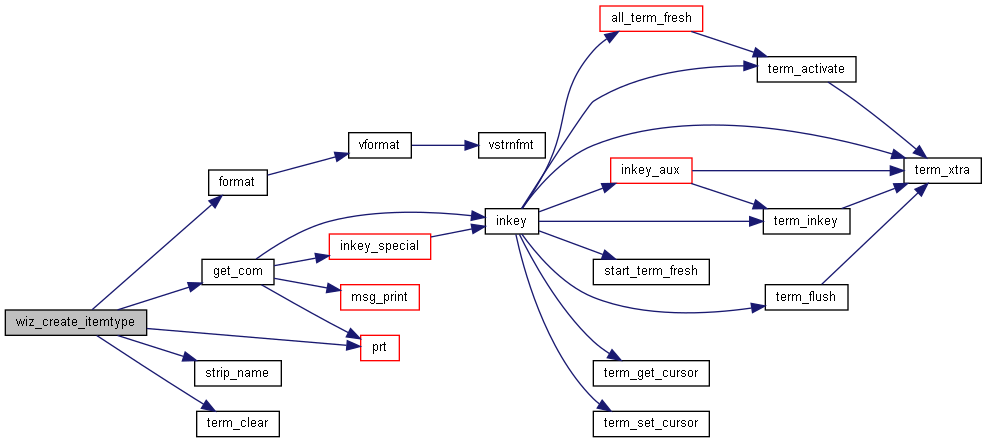 all_term_fresh
term_activate
vformat
vstrnfmt
format
inkey_aux
term_xtra
inkey
term_inkey
inkey_special
get_com
start_term_fresh
msg_print
term_flush
wiz_create_itemtype
prt
strip_name
term_get_cursor
term_clear
term_set_cursor